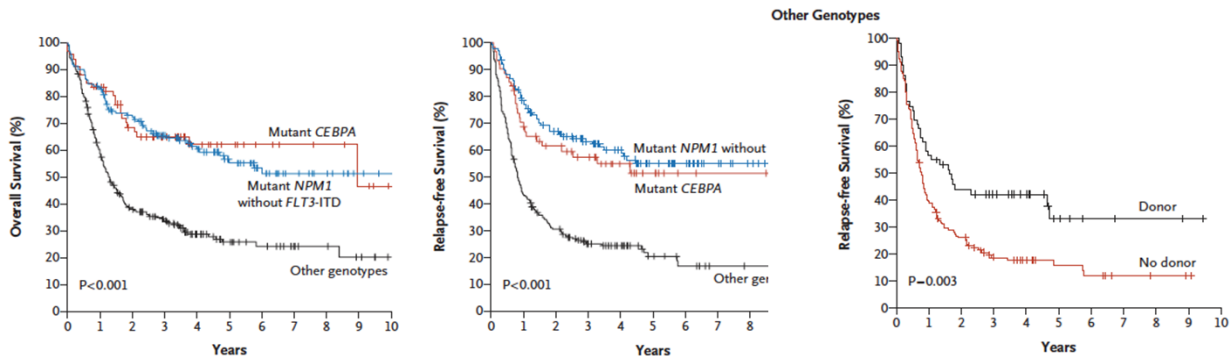 Other Genotypes
Overall Survival (%)
100
90
80
70
60
50
40
30
20
10
0
Mutant CEBPA
Mutant NPM1
without FLT3-ITD
Other genotypes
P<0.001
0 1 2 3 4 5 6 7 8 9 10
Years
Relapse-free Survival (%)
100
90
80
70
60
50
40
30
20
10
0
Mutant NPM1 without
Mutant CEBPA
Other ger
P<0.001
0 1 2 3 4 5 6 7 8
Years
Relapse-free Survival (%)
100
90
80
70
60
50
40
30
20
10
0
Donor
No donor
P=0.003
0 1 2 3 4 5 6 7 8 9 10
Years